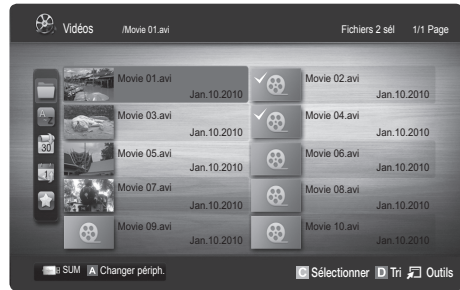 Vidéos /Movie 01.avi Fichiers 2 sél 1/1 Page
Movie 01.avi Movie 02.avi
Jan.10.2010 Jan.10.2010
Movie 03.avi Movie 04.avi
Jan.10.2010 Jan.10.2010
Movie 05.avi Movie 06.avi
Jan.10.2010 Jan.10.2010
Movie 07.avi Movie 08.avi
Jan.10.2010 Jan.10.2010
Movie 09.avi Movie 10.avi
Jan.10.2010 Jan.10.2010
30
1
SUM A Changer périph. C Sélectionner D Tri Outils